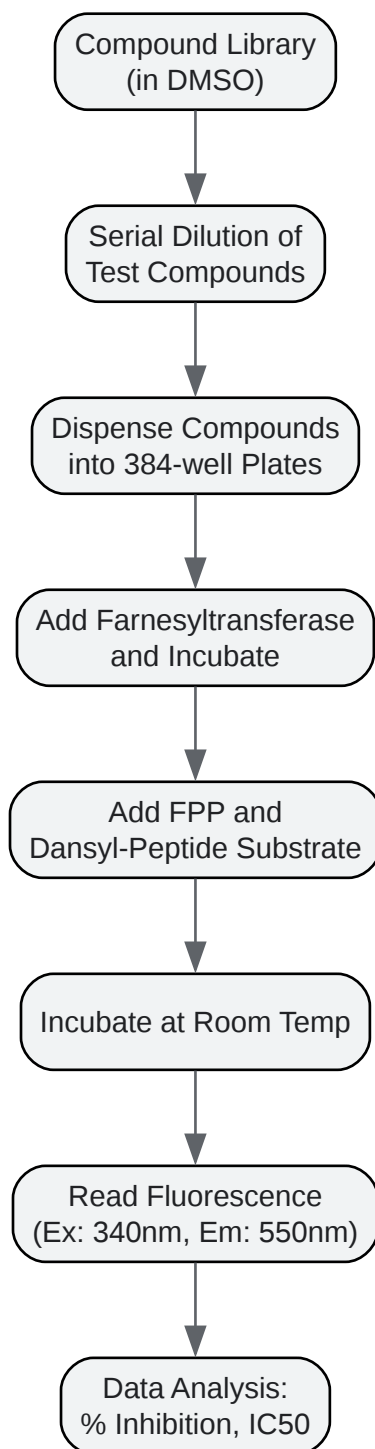 Compound Library
(in DMSO)
Serial Dilution of
Test Compounds
Dispense Compounds
into 384-well Plates
Add Farnesyltransferase
and Incubate
Add FPP and
Dansyl-Peptide Substrate
Incubate at Room Temp
Read Fluorescence
(Ex: 340nm, Em: 550nm)
Data Analysis:
% Inhibition, IC50